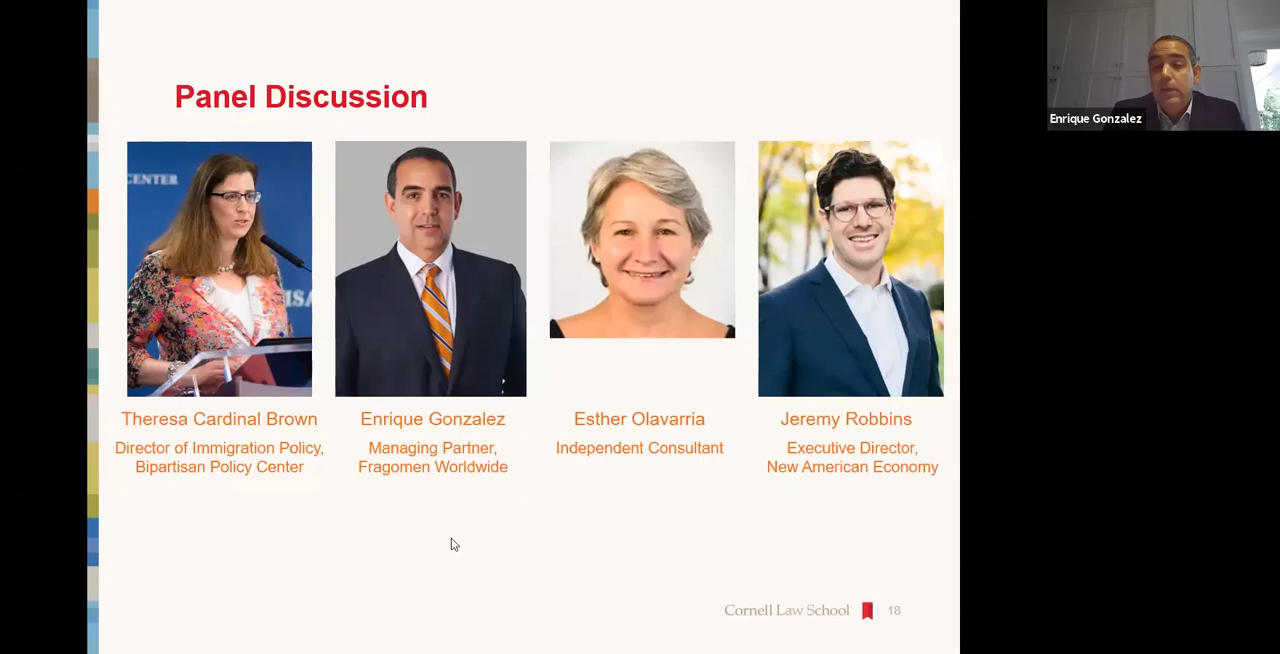 Panel Discussion
CENTER
Theresa Cardinal Brown
Director of Immigration Policy,
Bipartisan Policy Center
Enrique Gonzalez
Managing Partner,
Fragomen Worldwide
Esther Olavarria
Independent Consultant
Jeremy Robbins
Executive Director,
New American Economy
Cornell Law School
18
Enrique Gonzalez